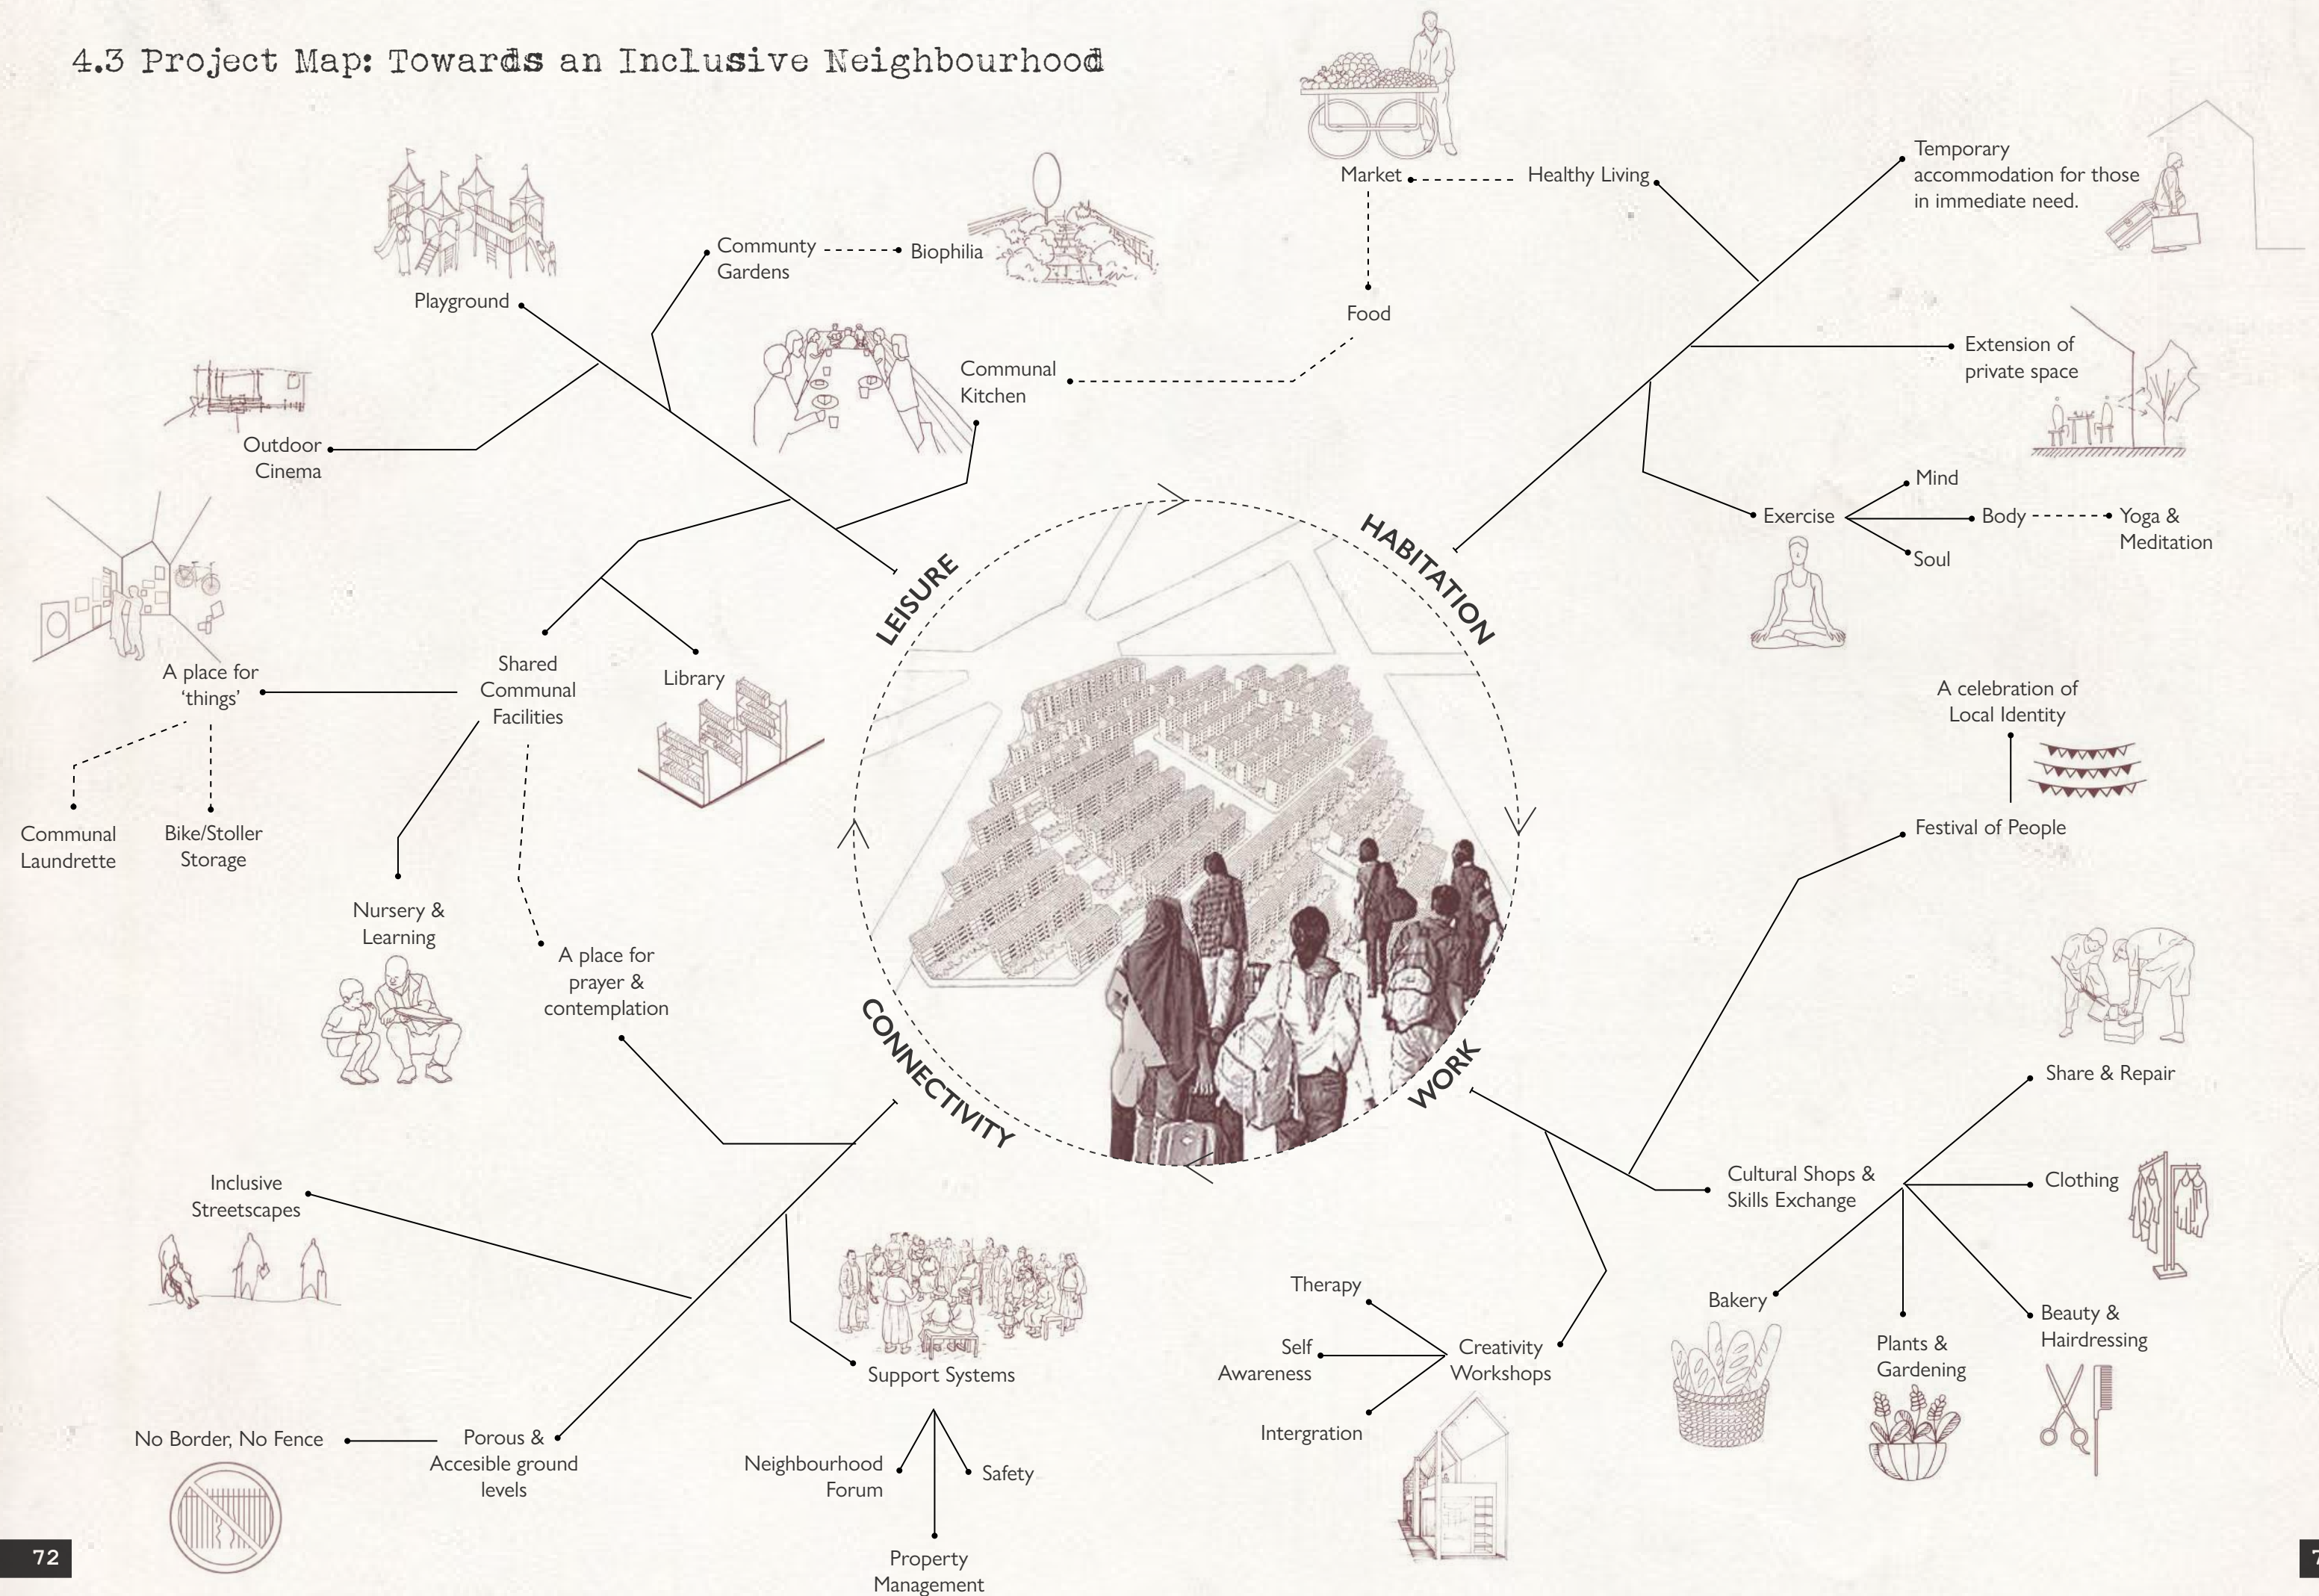 4.3 Project Map: Towards an Inclusive Neighbourhood
Market
Healthy Living
Food
Temporary
accommodation for those
in immediate need.
Extension of
private space
Exercise
Mind
Body
Soul
Yoga &
Meditation
Communty
Gardens
Biophilia
Playground
Outdoor
Cinema
Communal
Kitchen
LEISURE
HABITATION
WORK
CONNECTIVITY
Shared
Communal
Facilities
Library
A place for
‘things’
Communal
Laundrette
Bike/Stoller
Storage
Nursery &
Learning
A place for
prayer &
contemplation
A celebration of
Local Identity
Festival of People
Share & Repair
Cultural Shops &
Skills Exchange
Clothing
Bakery
Plants &
Gardening
Beauty &
Hairdressing
Therapy
Self
Awareness
Intergration
Creativity
Workshops
Inclusive
Streetscapes
Support Systems
Neighbourhood
Forum
Safety
Property
Management
No Border, No Fence
Porous &
Accesible ground
levels
72